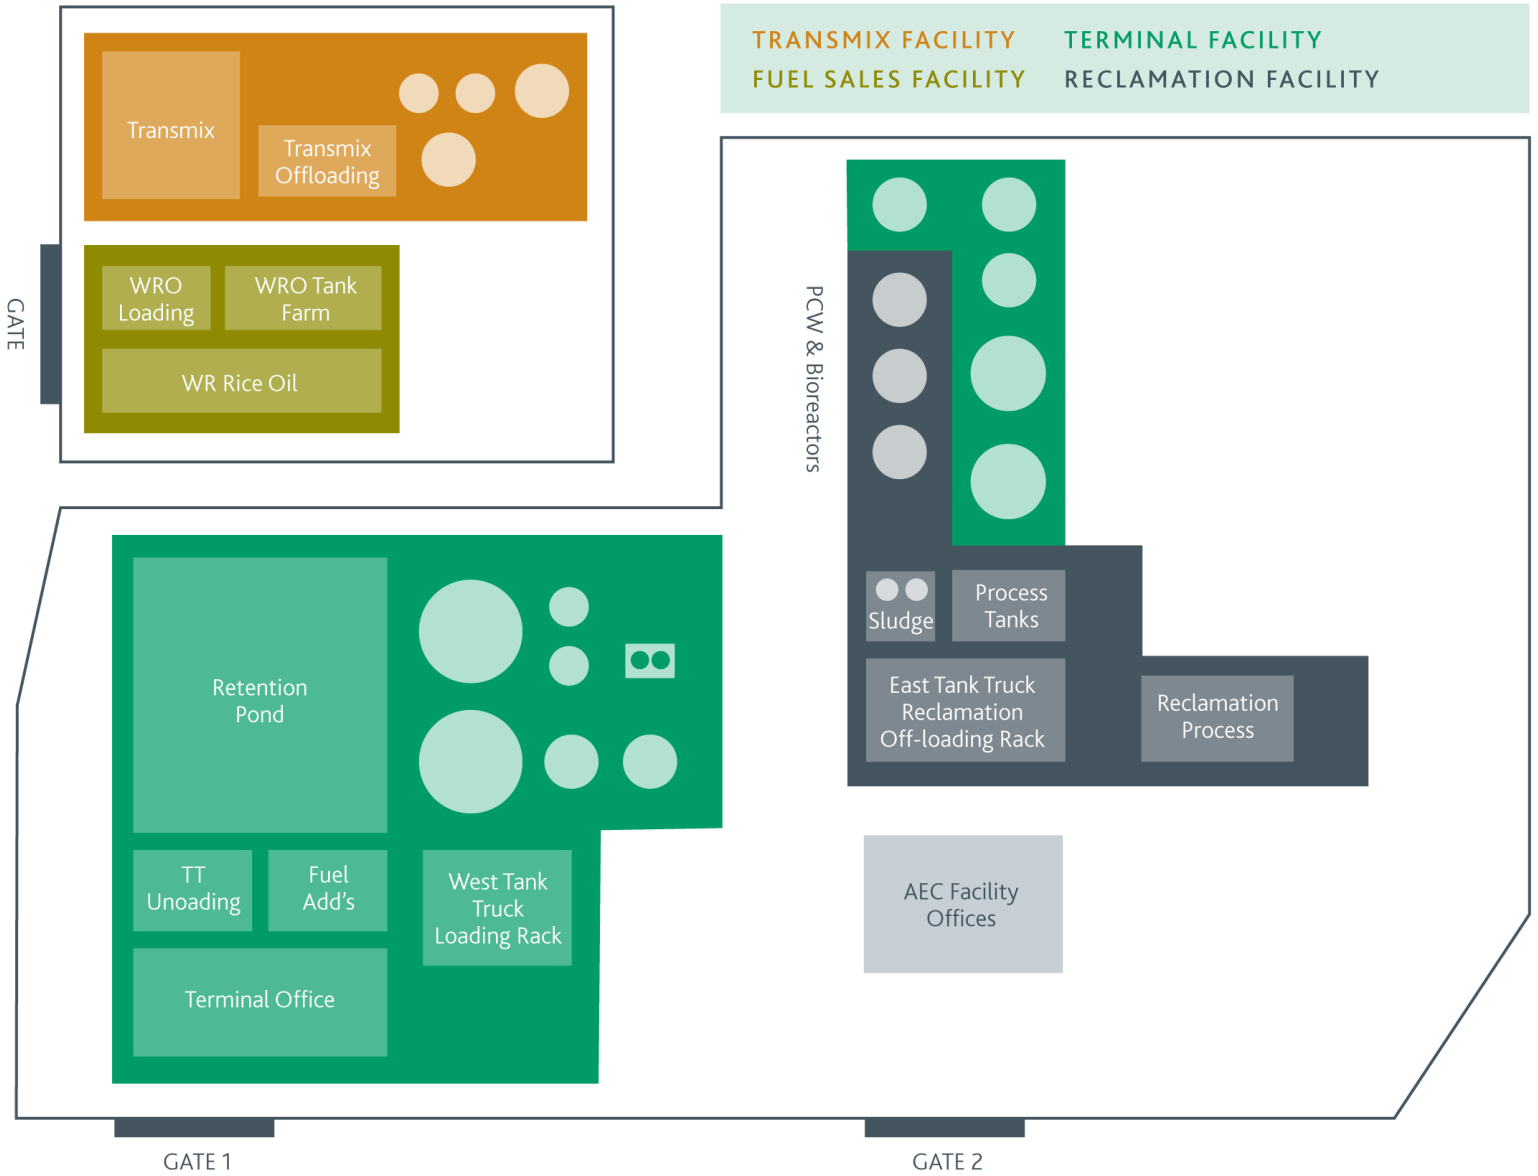 TRANSMIX FACILITY
TERMINAL FACILITY
FUEL SALES FACILITY
RECLAMATION FACILITY
Transmix
Transmix
Offloading
WRO
Loading
WRO Tank
Farm
WR Rice Oil
GATE
PCW & Bioreactors
Sludge
Process
Tanks
East Tank Truck
Reclamation
Off-loading Rack
Reclamation
Process
Retention
Pond
TT
Unoading
Fuel
Add's
West Tank
Truck
Loading Rack
Terminal Office
AEC Facility
Offices
GATE 1
GATE 2